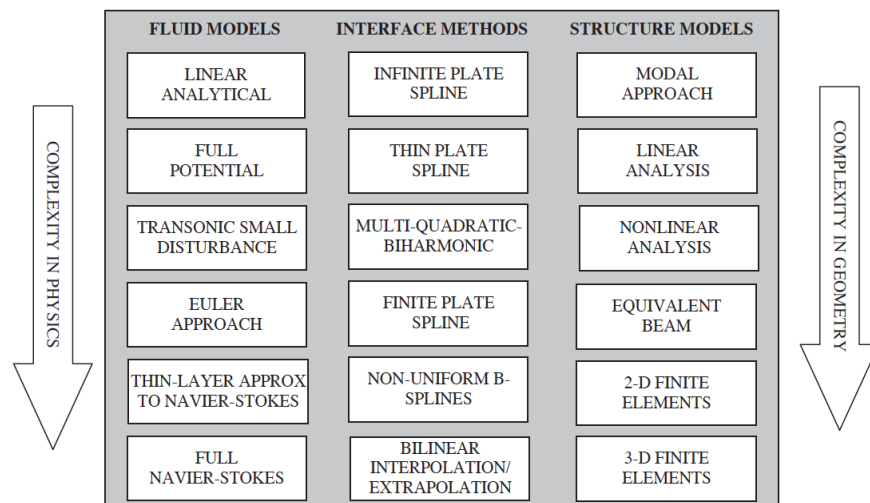 FLUID MODELS
INTERFACE METHODS
STRUCTURE MODELS
LINEAR
ANALYTICAL
INFINITE PLATE
SPLINE
MODAL
APPROACH
FULL
POTENTIAL
THIN PLATE
SPLINE
LINEAR
ANALYSIS
TRANSONIC SMALL
DISTURBANCE
MULTI-QUADRATIC-
BIHARMONIC
NONLINEAR
ANALYSIS
EULER
APPROACH
FINITE PLATE
SPLINE
EQUIVALENT
BEAM
THIN-LAYER APPROX
TO NAVIER-STOKES
NON-UNIFORM B-
SPLINES
2-D FINITE
ELEMENTS
FULL
NAVIER-STOKES
BILINEAR
INTERPOLATION/
EXTRAPOLATION
3-D FINITE
ELEMENTS
COMPLEXITY IN PHYSICS
COMPLEXITY IN GEOMETRY